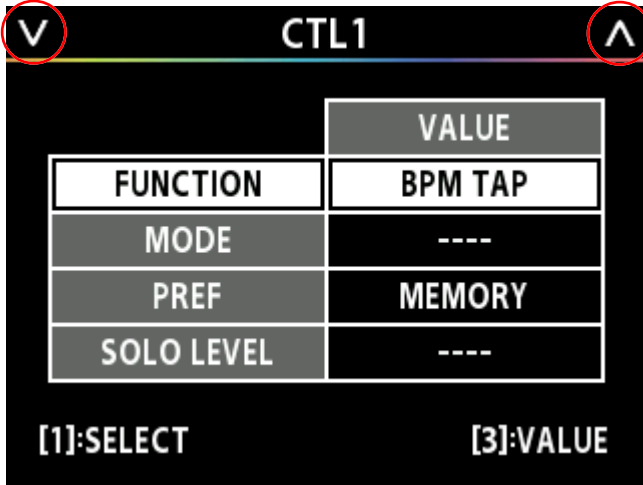 ∨ CTL1 ∧
VALUE
FUNCTION BPM TAP
MODE ----
PREF MEMORY
SOLO LEVEL ----
[1]:SELECT [3]:VALUE